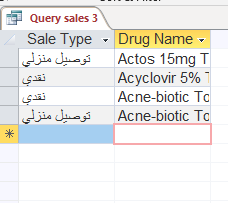 Query sales 3
Sale Type Drug Name
توصيل منزلي Actos 15mg T
نقدي Acyclovir 5% T
نقدي Acne-biotic To
توصيل منزلي Acne-biotic To